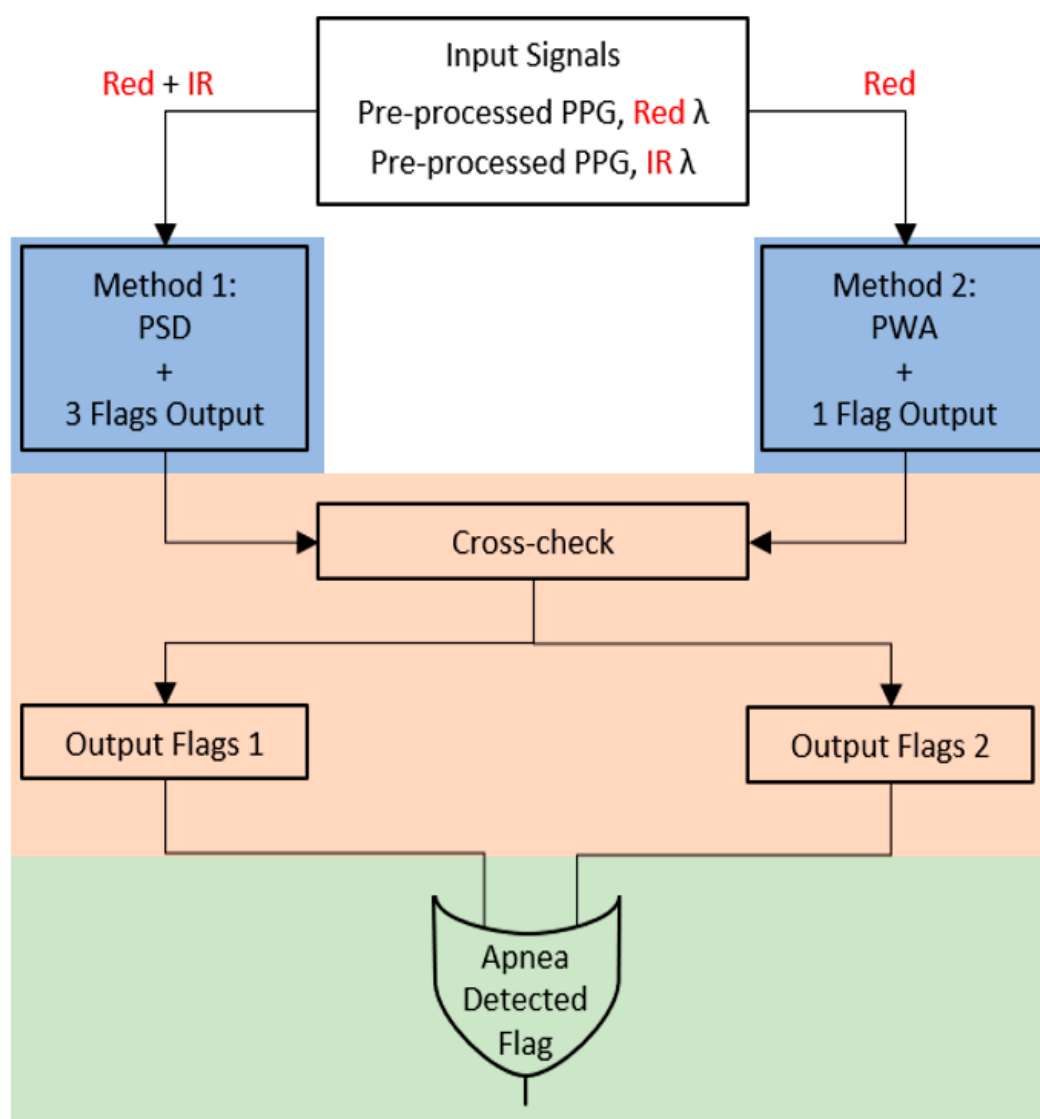 Input Signals
Pre-processed PPG, Red λ
Pre-processed PPG, IR λ
Red + IR
Red
Method 1:
PSD
+
3 Flags Output
Method 2:
PWA
+
1 Flag Output
Cross-check
Output Flags 1
Output Flags 2
Apnea
Detected
Flag